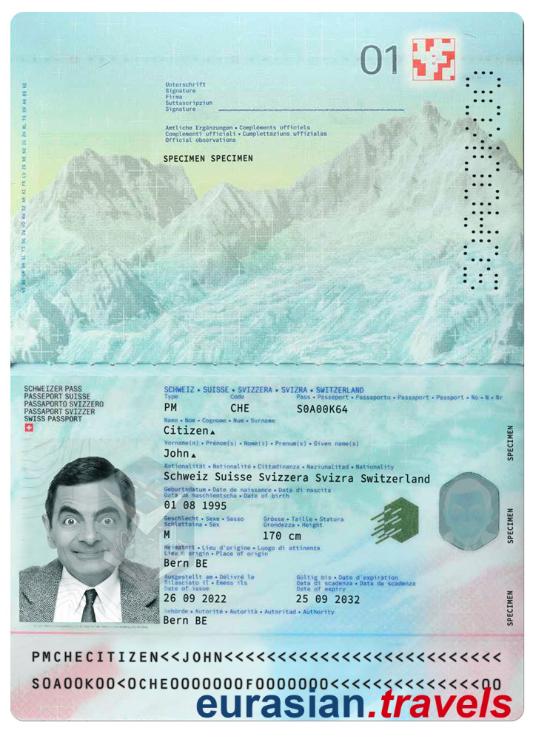 01
Unterschrift
Signature
Firma
Suttascripziun
Signature
Amtliche Ergänzungen • Compléments officiels
Complementi ufficiali • Cumplettaziuns uffizialas
Official observations
SPECIMEN SPECIMEN
SCHWEIZER PASS
PASSEPORT SUISSE
PASSAPORTO SVIZZERO
PASSAPORT SVIZZER
SWISS PASSPORT
SCHWEIZ • SUISSE • SVIZZERA • SVIZRA • SWITZERLAND
Type Code Pass • Passeport • Passaporto • Passaport • Passport • No • N • Nr
PM CHE S0A00K64
Name • Nom • Cognome • Num • Surname
Citizen
Vorname(n) • Prénom(s) • Nome(i) • Prenum(s) • Given name(s)
John
Nationalität • Nationalité • Cittadinanza • Naziunalitad • Nationality
Schweiz Suisse Svizzera Svizra Switzerland
Geburtsdatum • Date de naissance • Data di nascita
Data da naschientscha • Date of birth
01 08 1995
Geschlecht • Sexe • Sesso Grösse • Taille • Statura
Schlattaina • Sex Grondezza • Height
M 170 cm
Heimatort • Lieu d'origine • Luogo di attinenza
Lieu d'origin • Place of origin
Bern BE
Ausgestellt am • Délivré le Gültig bis • Date d'expiration
Rilasciato il • Emess ils Data di scadenza • Data da scadenza
Date of issue Date of expiry
26 09 2022 25 09 2032
Behörde • Autorité • Autorità • Autoritad • Authority
Bern BE
SPECIMEN
SPECIMEN
SPECIMEN
PMCHECITIZEN<<JOHN<<<<<<<<<<<<<<<<<<<<<<<<<<
S0A00K00<0CHE0000000F0000000<<<<<<<<<<<<<<00
eurasian.travels